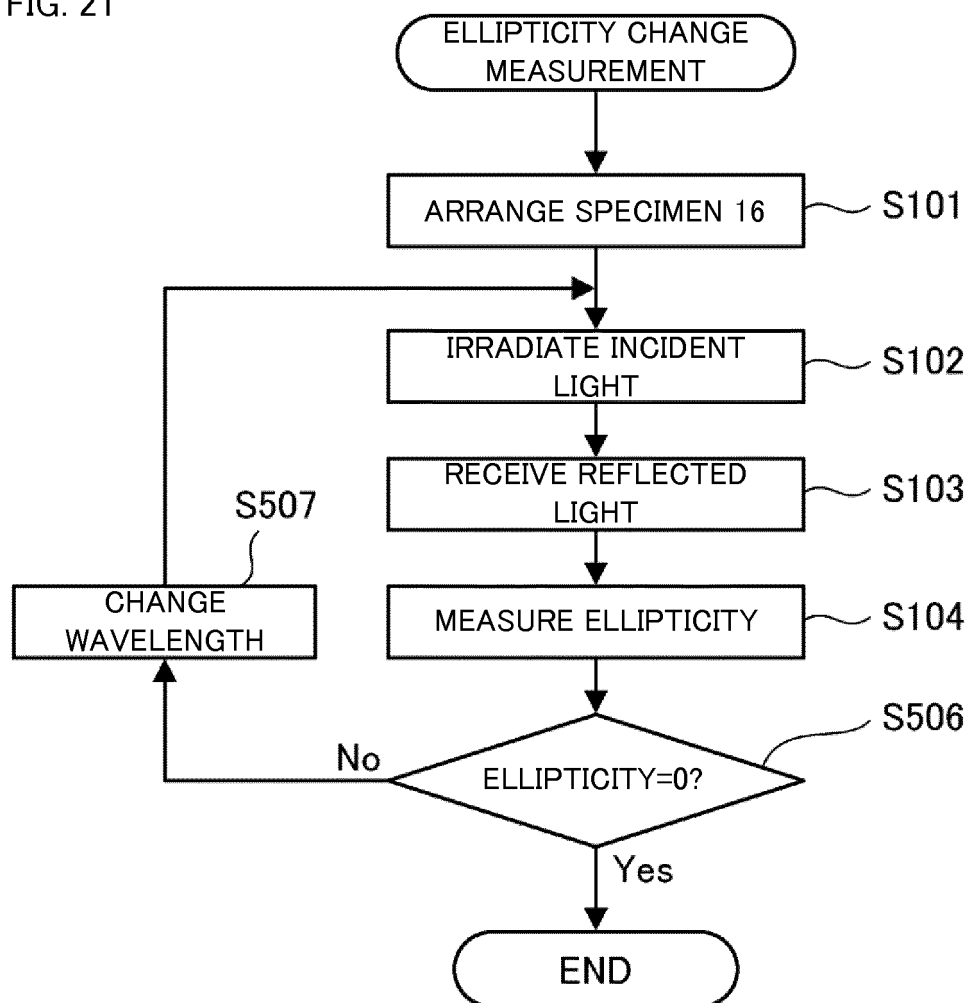 FIG. 21
ELLIPTICITY CHANGE
MEASUREMENT
ARRANGE SPECIMEN 16
S101
IRRADIATE INCIDENT
LIGHT
S102
RECEIVE REFLECTED
LIGHT
S103
S507
CHANGE
WAVELENGTH
MEASURE ELLIPTICITY
S104
S506
No
ELLIPTICITY=0?
Yes
END